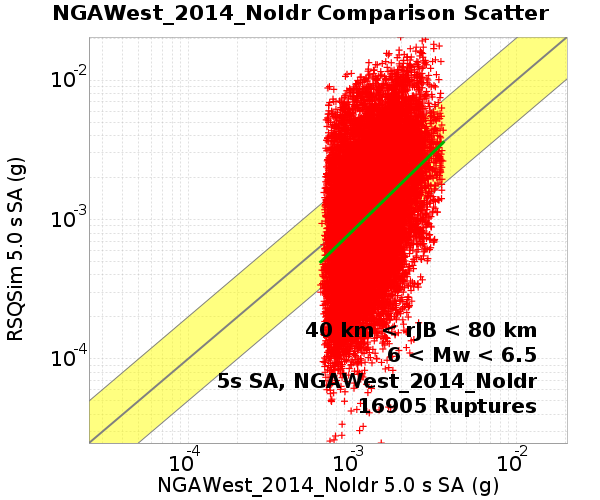 NGAWest_2014_NoIdr Comparison Scatter
10-2
10-3
10-4
RSQSim 5.0 s SA (g)
40 km < rJB < 80 km
6 < Mw < 6.5
5s SA, NGAWest_2014_NoIdr
16905 Ruptures
10-4 10-3 10-2
NGAWest_2014_NoIdr 5.0 s SA (g)